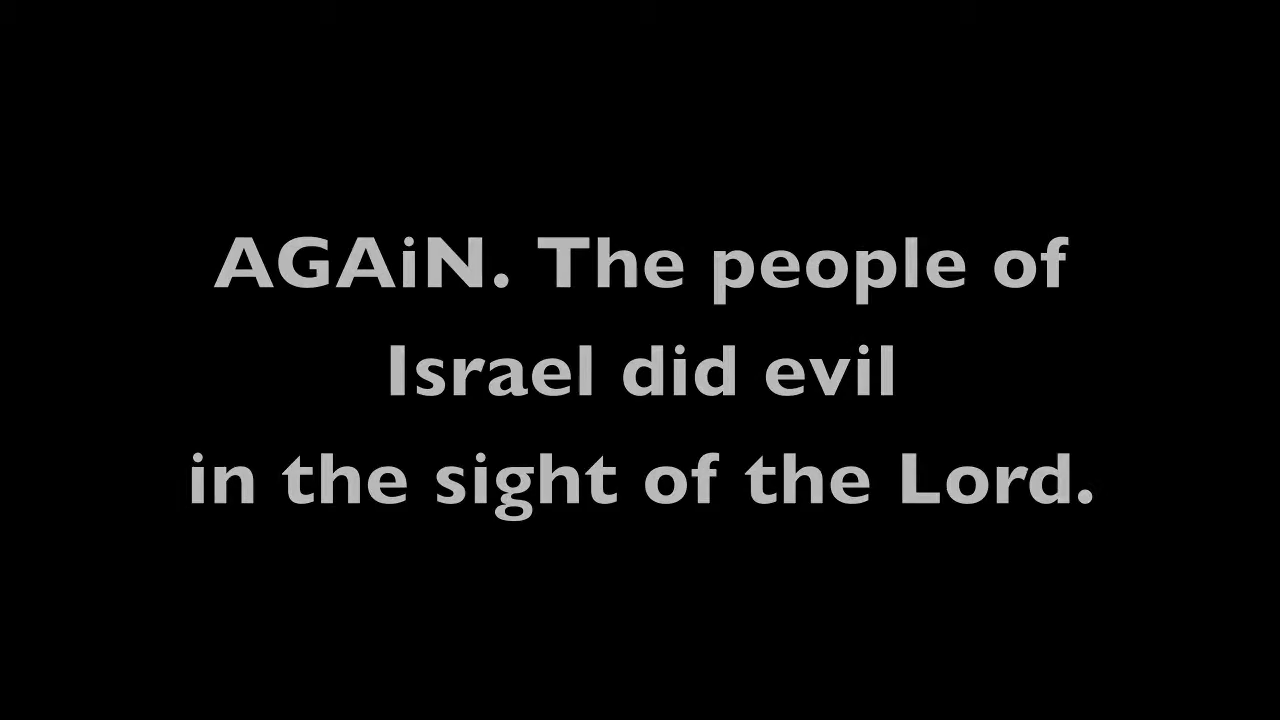 AGAiN. The people of
Israel did evil
in the sight of the Lord.